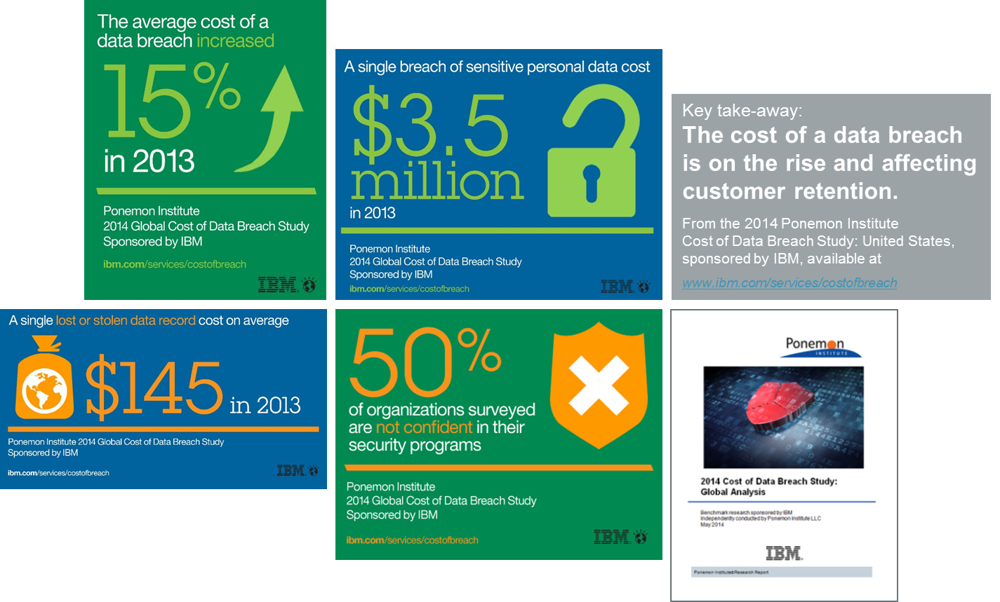 The average cost of a
data breach increased
15%
in 2013
Ponemon Institute
2014 Global Cost of Data Breach Study
Sponsored by IBM
ibm.com/services/costofbreach
IBM.
A single breach of sensitive personal data cost
$3.5
million
in 2013
Ponemon Institute
2014 Global Cost of Data Breach Study
Sponsored by IBM
ibm.com/services/costofbreach
IBM.
Key take-away:
The cost of a data breach
is on the rise and affecting
customer retention.
From the 2014 Ponemon Institute
Cost of Data Breach Study: United States,
sponsored by IBM, available at
www.ibm.com/services/costofbreach
A single lost or stolen data record cost on average
$145 in 2013
Ponemon Institute 2014 Global Cost of Data Breach Study
Sponsored by IBM
ibm.com/services/costofbreach
IBM.
50%
of organizations surveyed
are not confident in their
security programs
Ponemon Institute
2014 Global Cost of Data Breach Study
Sponsored by IBM
ibm.com/services/costofbreach
IBM.
Ponemon
INSTITUTE
2014 Cost of Data Breach Study:
Global Analysis
Benchmark research sponsored by IBM
Independently conducted by Ponemon Institute LLC
May 2014
IBM.
Ponemon Institute© Research Report